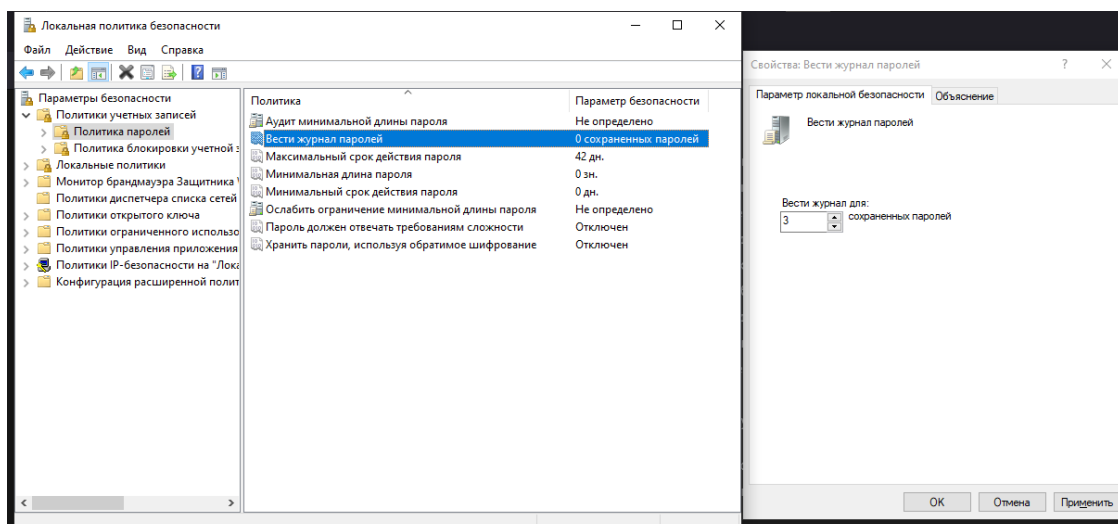 Локальная политика безопасности
Файл Действие Вид Справка
Параметры безопасности
Политики учетных записей
Политика паролей
Политика блокировки учетной з
Локальные политики
Монитор брандмауэра Защитника
Политики диспетчера списка сетей
Политики открытого ключа
Политики ограниченного использо
Политики управления приложения
Политики IP-безопасности на "Лока
Конфигурация расширенной полит
Политика Параметр безопасности
Аудит минимальной длины пароля Не определено
Вести журнал паролей 0 сохраненных паролей
Максимальный срок действия пароля 42 дн.
Минимальная длина пароля 0 зн.
Минимальный срок действия пароля 0 дн.
Ослабить ограничение минимальной длины пароля Не определено
Пароль должен отвечать требованиям сложности Отключен
Хранить пароли, используя обратимое шифрование Отключен
Свойства: Вести журнал паролей ?
Параметр локальной безопасности Объяснение
Вести журнал паролей
Вести журнал для:
3 сохраненных паролей
OK Отмена Применить